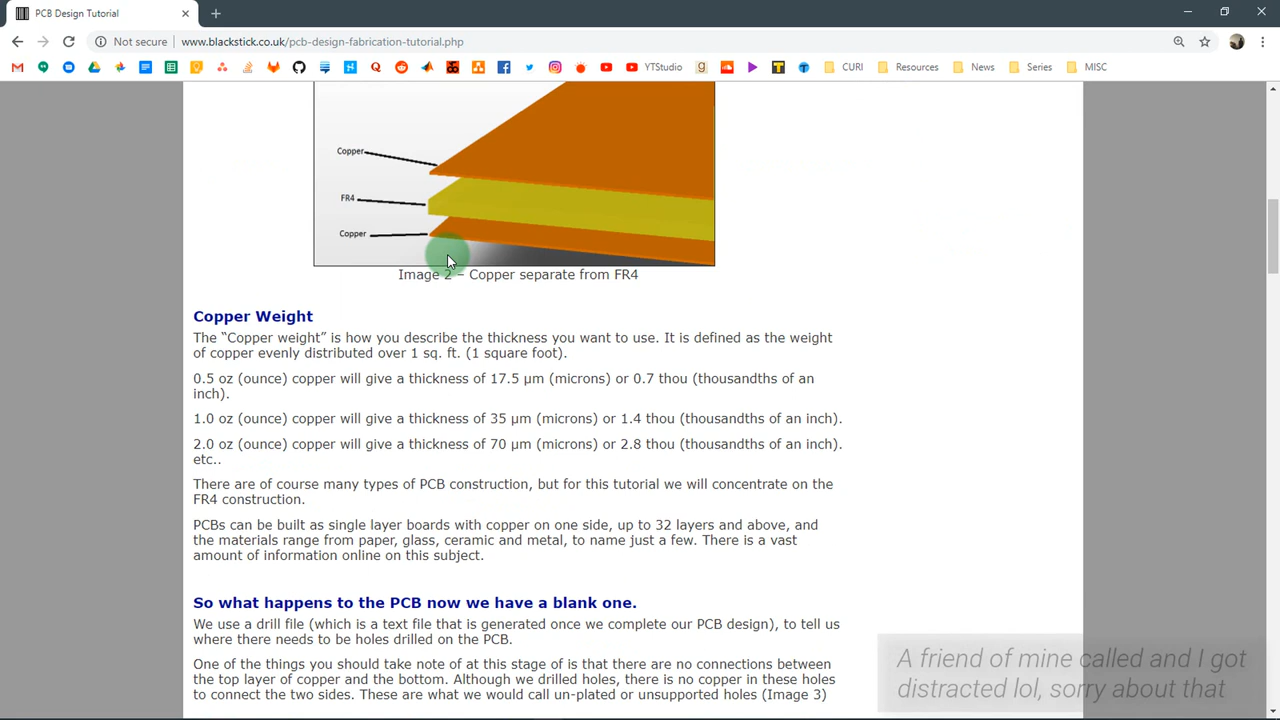 PCB Design Tutorial
Not secure
www.blackstick.co.uk/pcb-design-fabrication-tutorial.php
YTStudio
CURI
Resources
News
Series
MISC
Copper
FR4
Copper
Image 2 – Copper separate from FR4
Copper Weight
The “Copper weight” is how you describe the thickness you want to use. It is defined as the weight
of copper evenly distributed over 1 sq. ft. (1 square foot).
0.5 oz (ounce) copper will give a thickness of 17.5 µm (microns) or 0.7 thou (thousandths of an
inch).
1.0 oz (ounce) copper will give a thickness of 35 µm (microns) or 1.4 thou (thousandths of an inch).
2.0 oz (ounce) copper will give a thickness of 70 µm (microns) or 2.8 thou (thousandths of an inch).
etc..
There are of course many types of PCB construction, but for this tutorial we will concentrate on the
FR4 construction.
PCBs can be built as single layer boards with copper on one side, up to 32 layers and above, and
the materials range from paper, glass, ceramic and metal, to name just a few. There is a vast
amount of information online on this subject.
So what happens to the PCB now we have a blank one.
We use a drill file (which is a text file that is generated once we complete our PCB design), to tell us
where there needs to be holes drilled on the PCB.
One of the things you should take note of at this stage of is that there are no connections between
the top layer of copper and the bottom. Although we drilled holes, there is no copper in these holes
to connect the two sides. These are what we would call un-plated or unsupported holes (Image 3)
A friend of mine called and I got
distracted lol, sorry about that